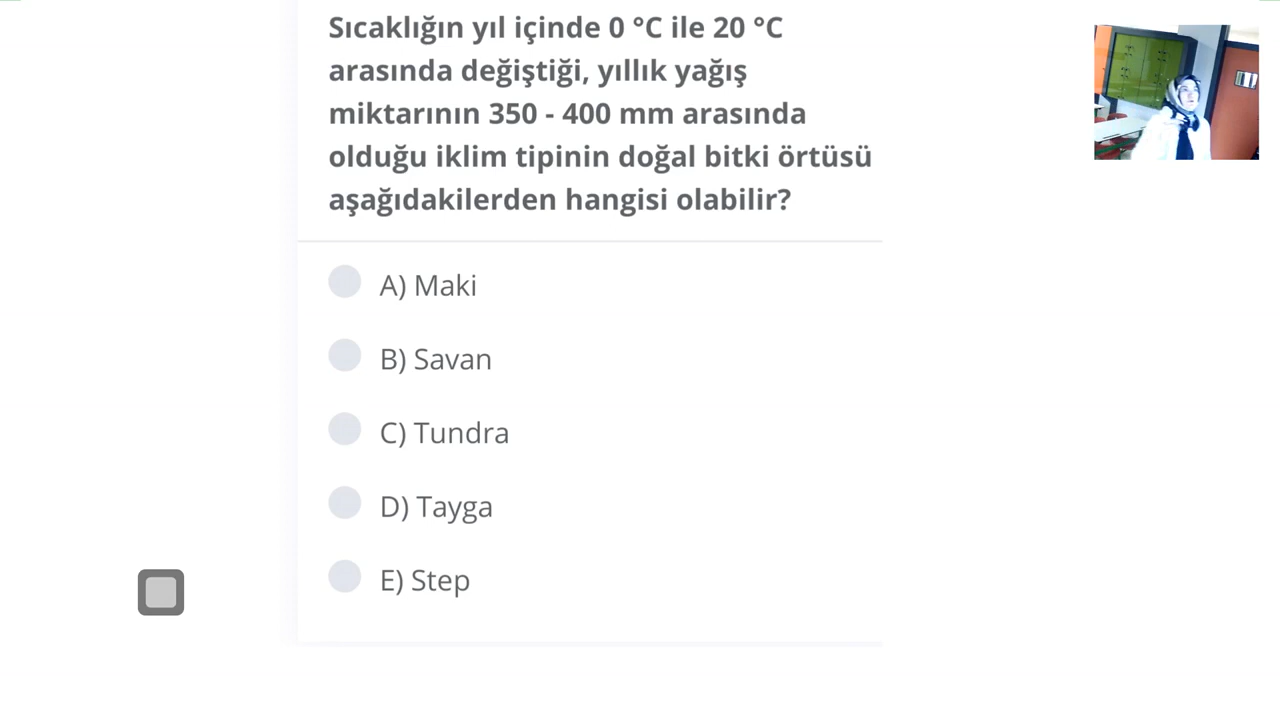 Sıcaklığın yıl içinde 0 °C ile 20 °C
arasında değiştiği, yıllık yağış
miktarının 350 - 400 mm arasında
olduğu iklim tipinin doğal bitki örtüsü
aşağıdakilerden hangisi olabilir?
A) Maki
B) Savan
C) Tundra
D) Tayga
E) Step